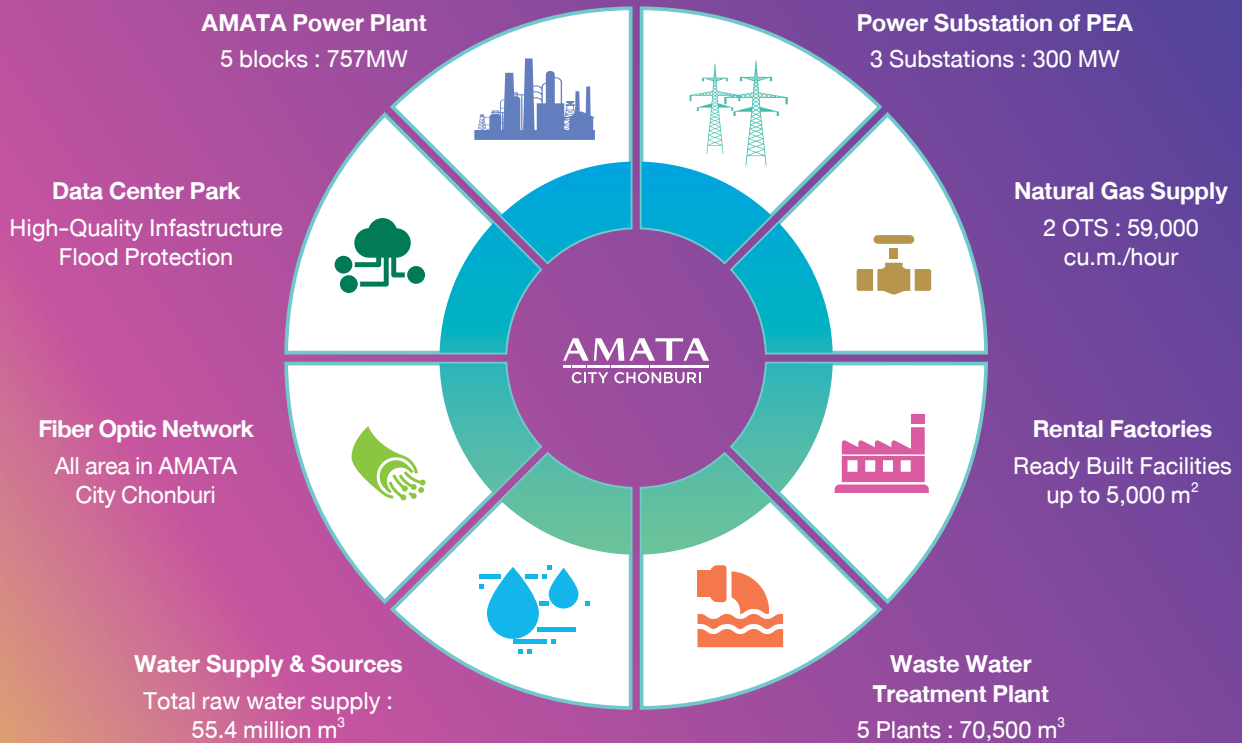 AMATA Power Plant
5 blocks : 757MW
Power Substation of PEA
3 Substations : 300 MW
Data Center Park
High-Quality Infastructure
Flood Protection
Natural Gas Supply
2 OTS : 59,000
cu.m./hour
AMATA
CITY CHONBURI
Fiber Optic Network
All area in AMATA
City Chonburi
Rental Factories
Ready Built Facilities
up to 5,000 m²
Water Supply & Sources
Total raw water supply :
55.4 million m³
Waste Water
Treatment Plant
5 Plants : 70,500 m³